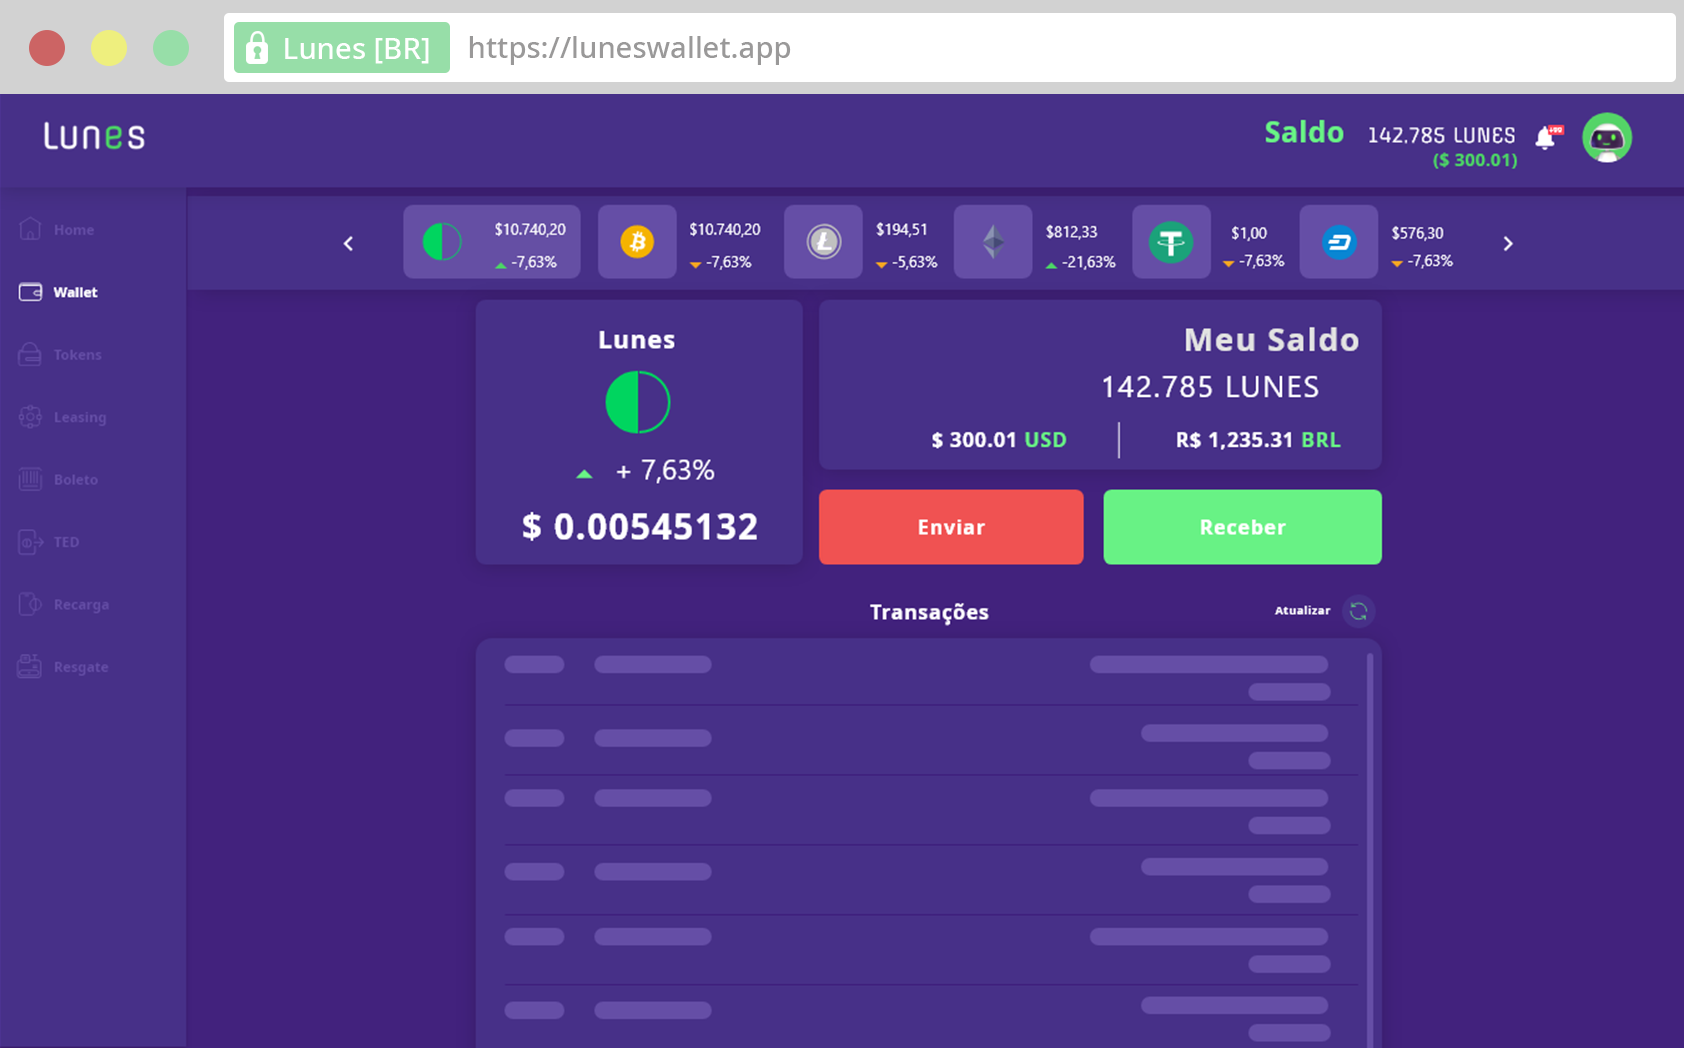 Lunes [BR] https://luneswallet.app
Lunes
Saldo 142.785 LUNES
($ 300.01)
+99
Home
Wallet
Tokens
Leasing
Boleto
TED
Recarga
Resgate
$10.740,20
-7,63%
$10.740,20
-7,63%
$194,51
-5,63%
$812,33
-21,63%
$1,00
-7,63%
$576,30
-7,63%
Lunes
+ 7,63%
$ 0.00545132
Meu Saldo
142.785 LUNES
$ 300.01 USD
R$ 1,235.31 BRL
Enviar
Receber
Transações
Atualizar